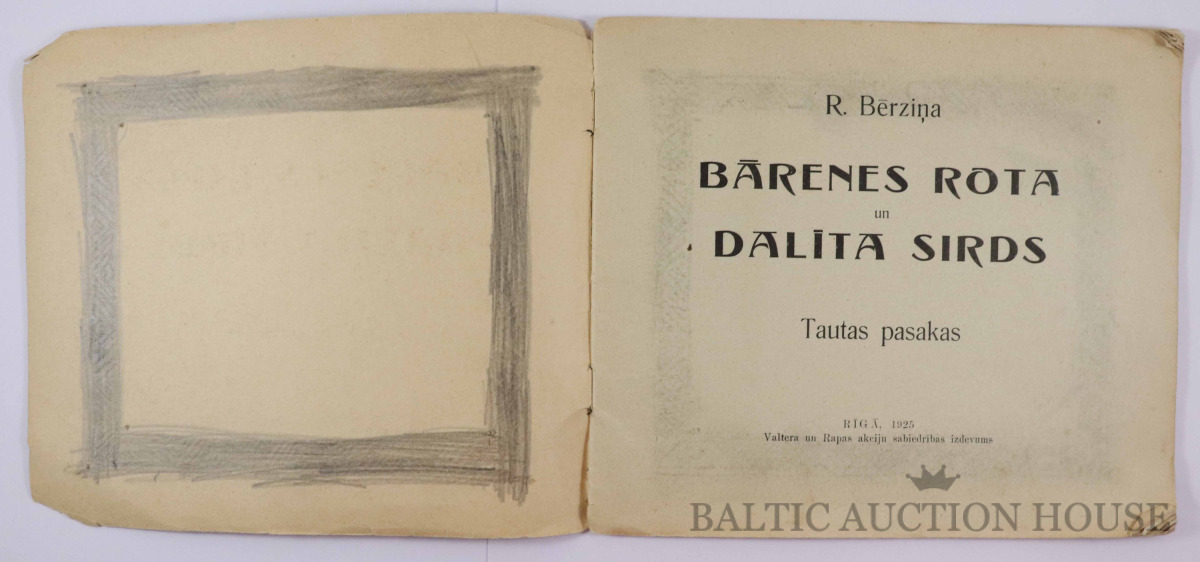 R. Bērziņa
BĀRENES ROTA
un
DALĪTA SIRDS
Tautas pasakas
RĪGĀ, 1925
Valtera un Rapas akciju sabiedrības izdevums
BALTIC AUCTION HOUSE